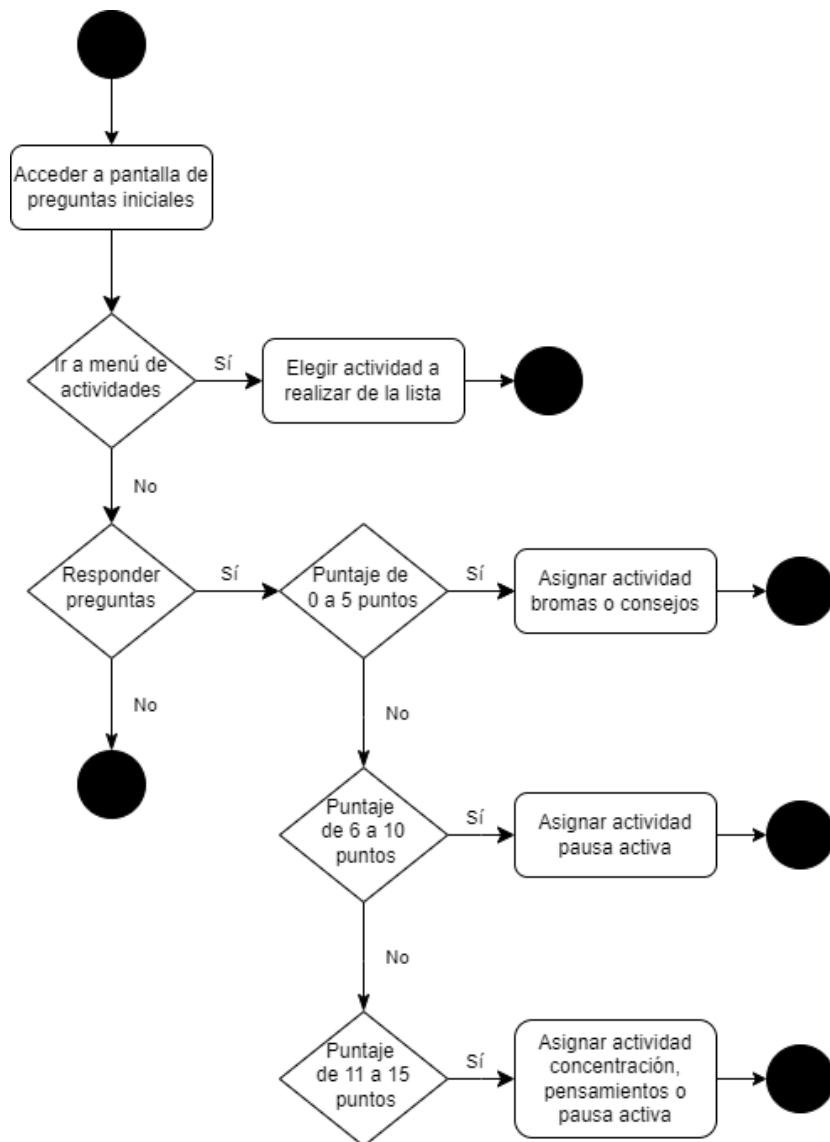 Acceder a pantalla de
preguntas iniciales
Ir a menú de
actividades
Sí
Elegir actividad a
realizar de la lista
No
Responder
preguntas
Sí
Puntaje de
0 a 5 puntos
Sí
Asignar actividad
bromas o consejos
No
No
Puntaje
de 6 a 10
puntos
Sí
Asignar actividad
pausa activa
No
Puntaje
de 11 a 15
puntos
Sí
Asignar actividad
concentración,
pensamientos o
pausa activa